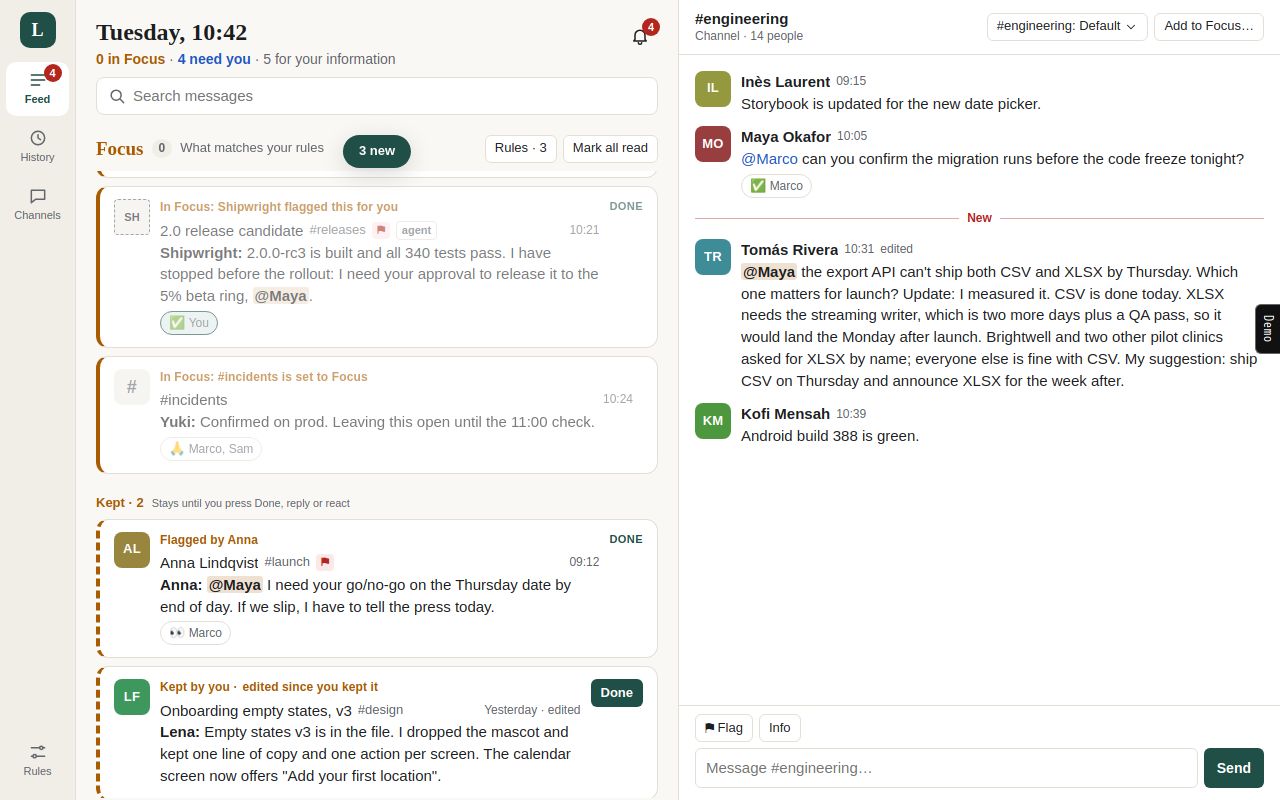 L
4
Feed
History
Channels
Rules
Tuesday, 10:42
4
0 in Focus · 4 need you · 5 for your information
Search messages
Focus 0 What matches your rules
3 new
Rules · 3
Mark all read
SH
In Focus: Shipwright flagged this for you
DONE
2.0 release candidate #releases agent 10:21
Shipwright: 2.0.0-rc3 is built and all 340 tests pass. I have
stopped before the rollout: I need your approval to release it to the
5% beta ring, @Maya.
✅ You
#
In Focus: #incidents is set to Focus
#incidents 10:24
Yuki: Confirmed on prod. Leaving this open until the 11:00 check.
🙏 Marco, Sam
Kept · 2 Stays until you press Done, reply or react
AL
Flagged by Anna
DONE
Anna Lindqvist #launch 09:12
Anna: @Maya I need your go/no-go on the Thursday date by
end of day. If we slip, I have to tell the press today.
👀 Marco
LF
Kept by you · edited since you kept it
Done
Onboarding empty states, v3 #design Yesterday · edited
Lena: Empty states v3 is in the file. I dropped the mascot and
kept one line of copy and one action per screen. The calendar
screen now offers "Add your first location".
#engineering
Channel · 14 people
#engineering: Default
Add to Focus…
IL
Inès Laurent 09:15
Storybook is updated for the new date picker.
MO
Maya Okafor 10:05
@Marco can you confirm the migration runs before the code freeze tonight?
✅ Marco
New
TR
Tomás Rivera 10:31 edited
@Maya the export API can't ship both CSV and XLSX by Thursday. Which
one matters for launch? Update: I measured it. CSV is done today. XLSX
needs the streaming writer, which is two more days plus a QA pass, so it
would land the Monday after launch. Brightwell and two other pilot clinics
asked for XLSX by name; everyone else is fine with CSV. My suggestion: ship
CSV on Thursday and announce XLSX for the week after.
KM
Kofi Mensah 10:39
Android build 388 is green.
Demo
Flag
Info
Message #engineering…
Send